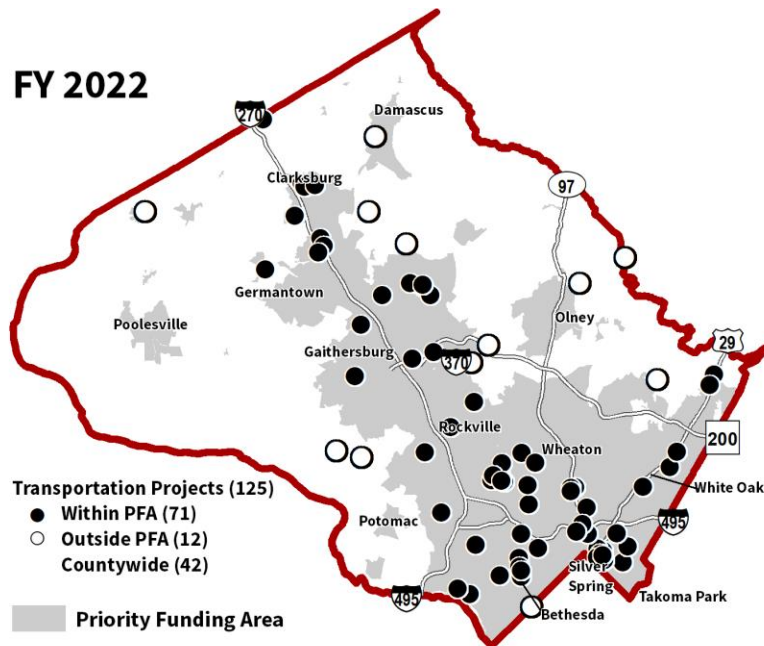 FY 2022
270
Damascus
Clarksburg
97
Germantown
Poolesville
Olney
29
Gaithersburg
370
Rockville
Wheaton
200
White Oak
Transportation Projects (125)
Within PFA (71)
Outside PFA (12)
Countywide (42)
Potomac
495
Silver
Spring
Takoma Park
495
Bethesda
Priority Funding Area